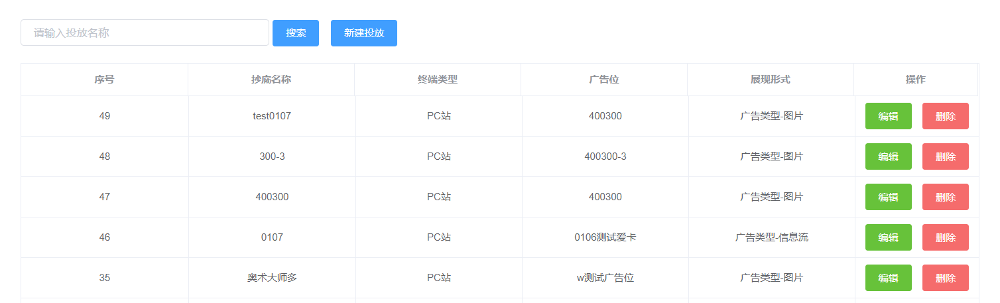 请输入投放名称 搜索 新建投放
序号 抄底名称 终端类型 广告位 展现形式 操作
49 test0107 PC站 400300 广告类型-图片 编辑 删除
48 300-3 PC站 400300-3 广告类型-图片 编辑 删除
47 400300 PC站 400300 广告类型-图片 编辑 删除
46 0107 PC站 0106测试爱卡 广告类型-信息流 编辑 删除
35 奥术大师多 PC站 w测试广告位 广告类型-图片 编辑 删除